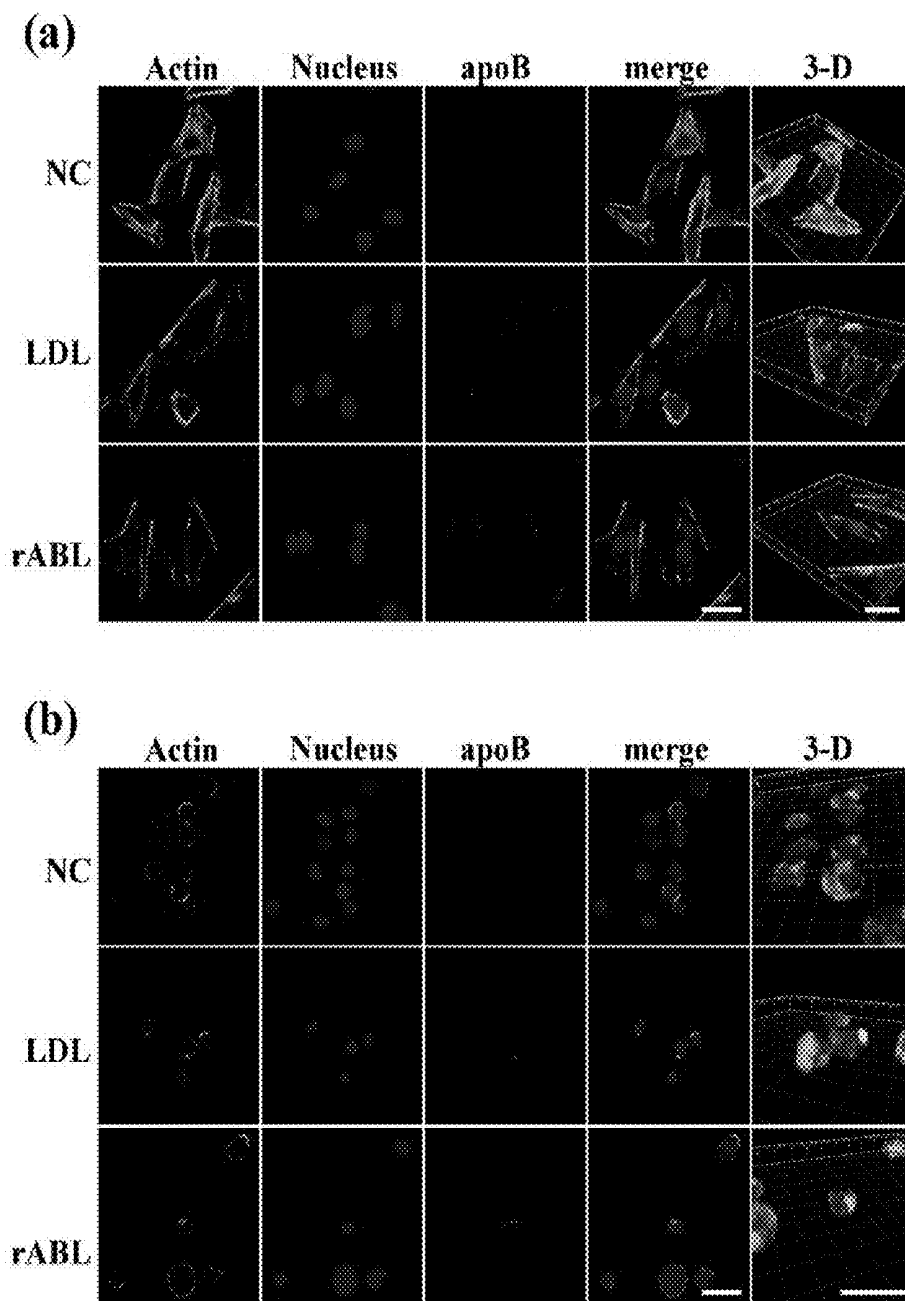 (a)
Actin Nucleus apoB merge 3-D
NC
LDL
rABL
(b)
Actin Nucleus apoB merge 3-D
NC
LDL
rABL